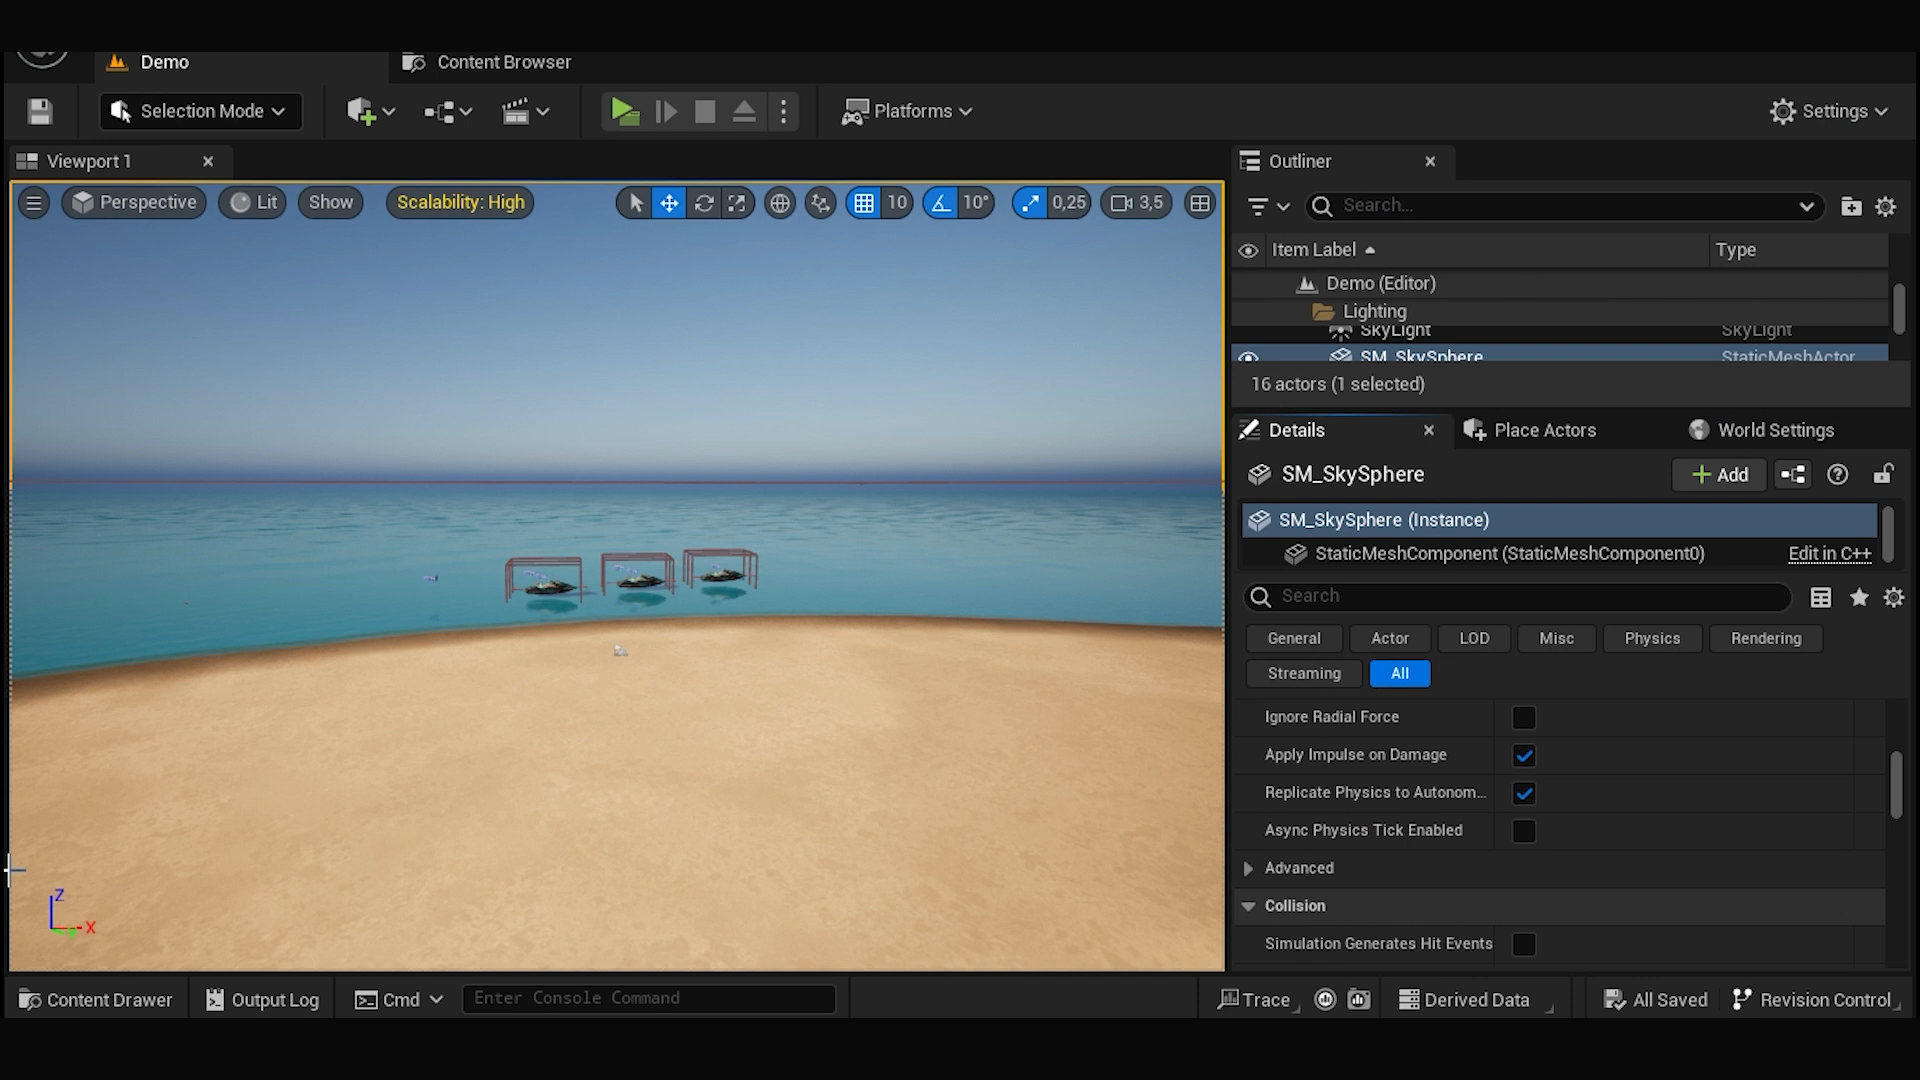 Demo
Content Browser
Selection Mode
Platforms
Settings
Viewport 1
Outliner
Perspective
Lit
Show
Scalability: High
10
10°
0,25
3,5
Search...
Item Label
Type
Demo (Editor)
Lighting
SkyLight
SkyLight
SM_SkySphere
StaticMeshActor
16 actors (1 selected)
Details
Place Actors
World Settings
SM_SkySphere
Add
SM_SkySphere (Instance)
StaticMeshComponent (StaticMeshComponent0)
Edit in C++
Search
General
Actor
LOD
Misc
Physics
Rendering
Streaming
All
Ignore Radial Force
Apply Impulse on Damage
Replicate Physics to Autonom...
Async Physics Tick Enabled
Advanced
Collision
Simulation Generates Hit Events
Z
X
Y
Content Drawer
Output Log
Cmd
Enter Console Command
Trace
Derived Data
All Saved
Revision Control